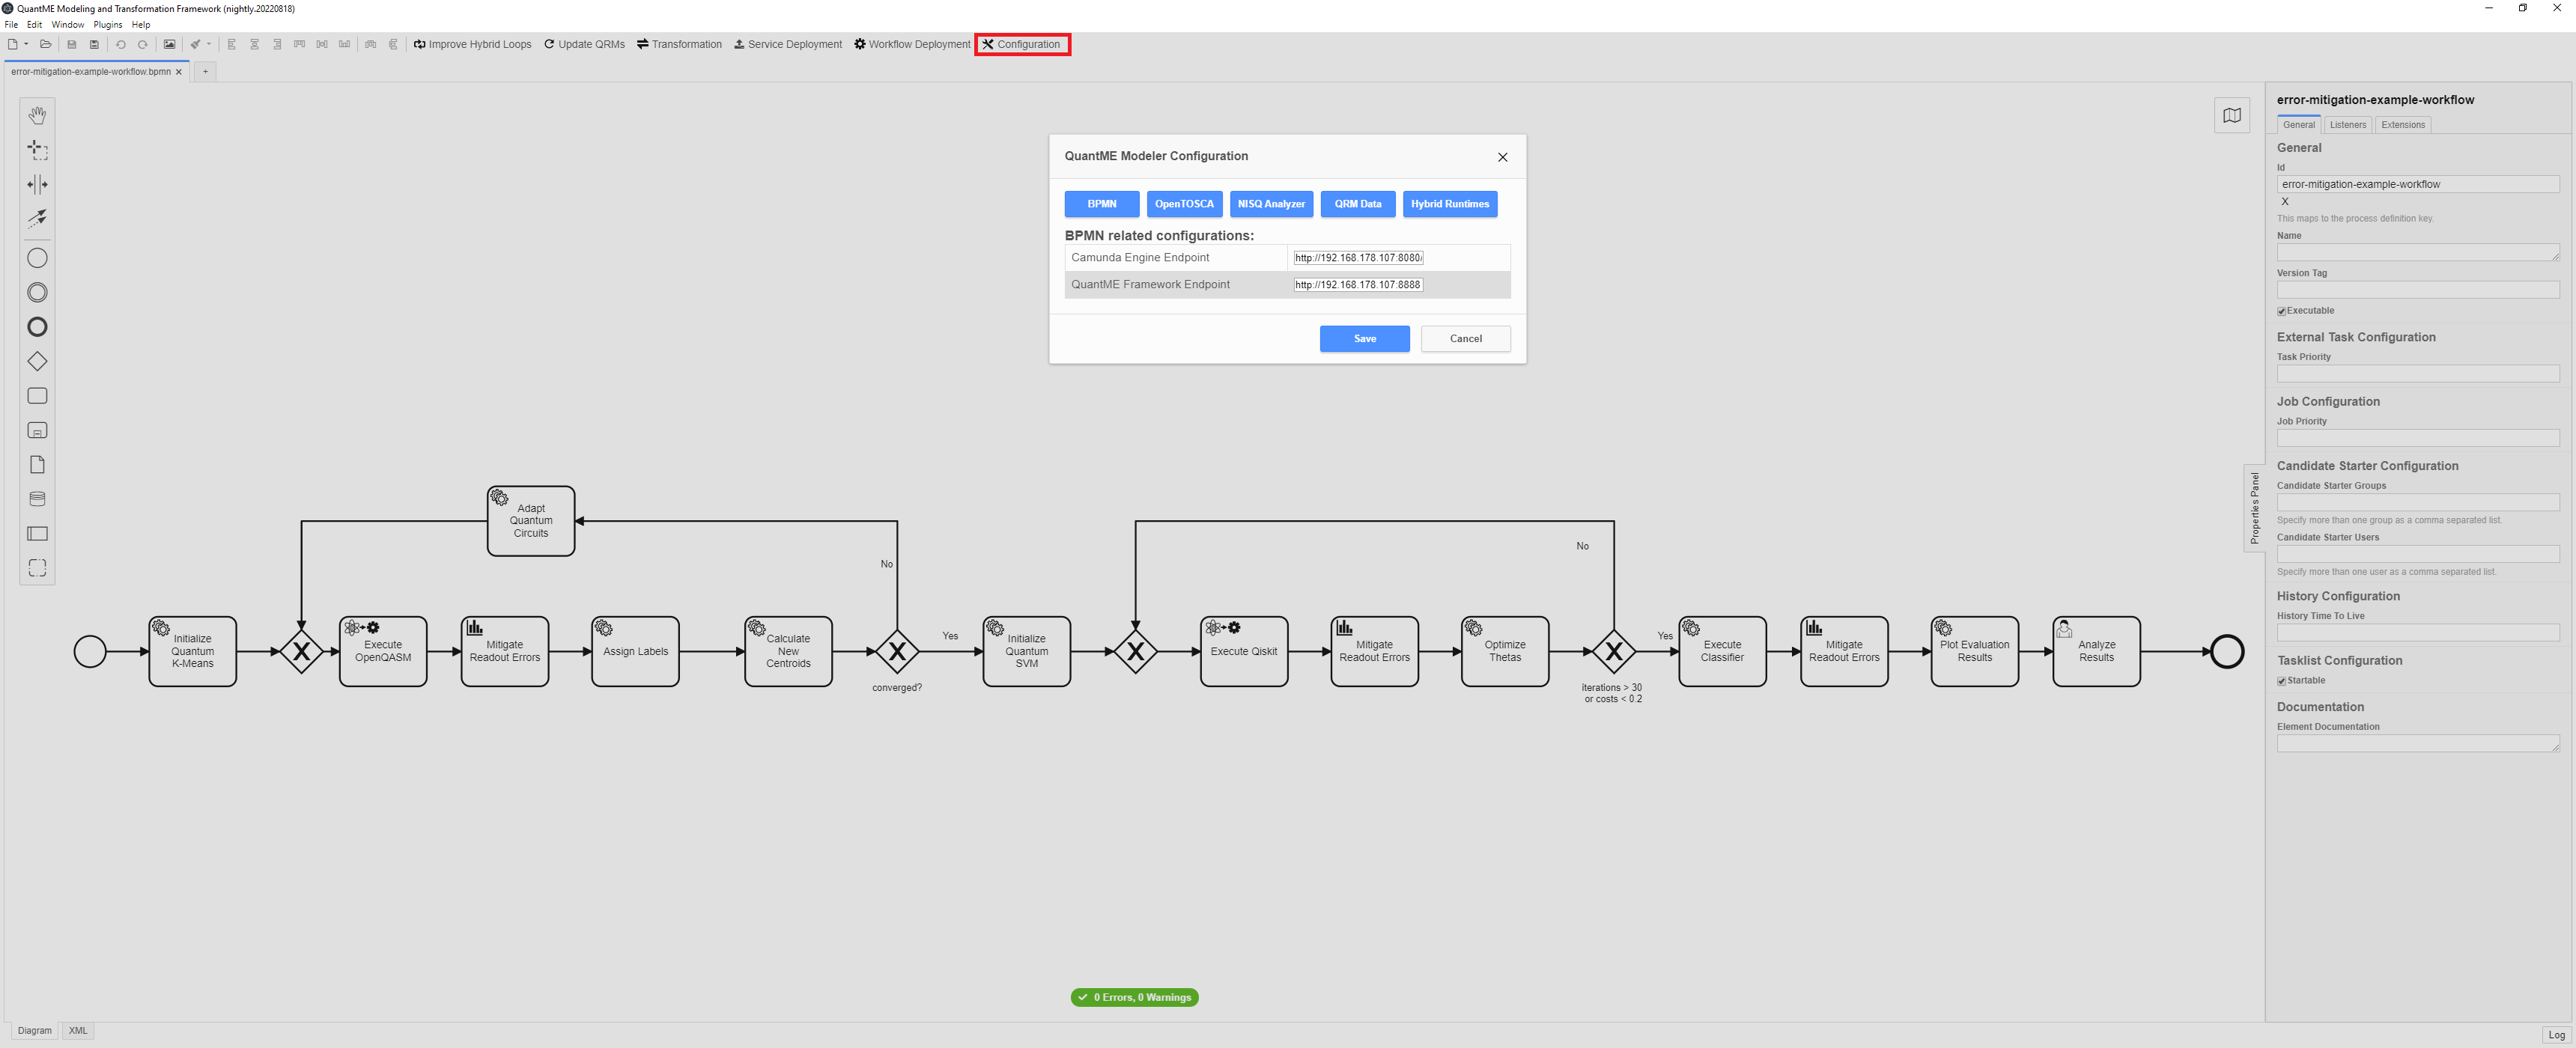 QuantME Modeling and Transformation Framework (nightly.20220818)
File Edit Window Plugins Help
Improve Hybrid Loops Update QRMs Transformation Service Deployment Workflow Deployment Configuration
error-mitigation-example-workflow.bpmn × +
QuantME Modeler Configuration
BPMN OpenTOSCA NISQ Analyzer QRM Data Hybrid Runtimes
BPMN related configurations:
Camunda Engine Endpoint http://192.168.178.107:8080/
QuantME Framework Endpoint http://192.168.178.107:8888
Save Cancel
Adapt
Quantum
Circuits
No
No
Initialize
Quantum
K-Means
Execute
OpenQASM
Mitigate
Readout Errors
Assign Labels
Calculate
New
Centroids
converged?
Yes
Initialize
Quantum
SVM
Execute Qiskit
Mitigate
Readout Errors
Optimize
Thetas
iterations > 30
or costs < 0.2
Yes
Execute
Classifier
Mitigate
Readout Errors
Plot Evaluation
Results
Analyze
Results
0 Errors, 0 Warnings
Diagram XML
Properties Panel
error-mitigation-example-workflow
General Listeners Extensions
General
Id
error-mitigation-example-workflow
X
This maps to the process definition key.
Name
Version Tag
Executable
External Task Configuration
Task Priority
Job Configuration
Job Priority
Candidate Starter Configuration
Candidate Starter Groups
Specify more than one group as a comma separated list.
Candidate Starter Users
Specify more than one user as a comma separated list.
History Configuration
History Time To Live
Tasklist Configuration
Startable
Documentation
Element Documentation
Log